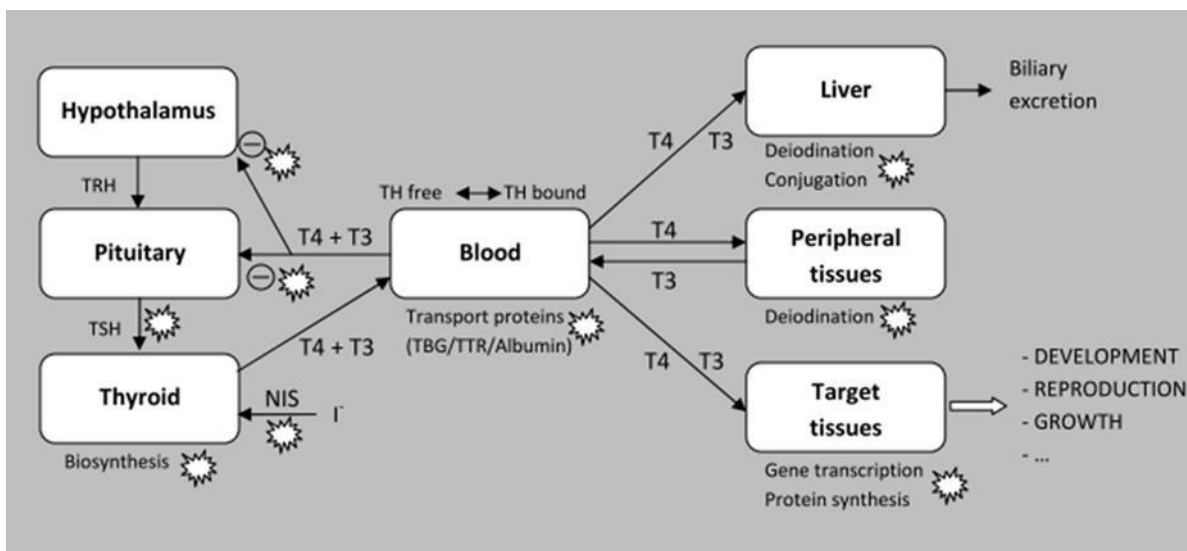 Hypothalamus
TRH
Pituitary
TSH
Thyroid
Biosynthesis
NIS
I⁻
−
−
T4 + T3
T4 + T3
TH free
TH bound
Blood
Transport proteins
(TBG/TTR/Albumin)
T4
T3
T4
T3
T4
T3
Liver
Deiodination
Conjugation
Biliary
excretion
Peripheral
tissues
Deiodination
Target
tissues
Gene transcription
Protein synthesis
- DEVELOPMENT
- REPRODUCTION
- GROWTH
- ...